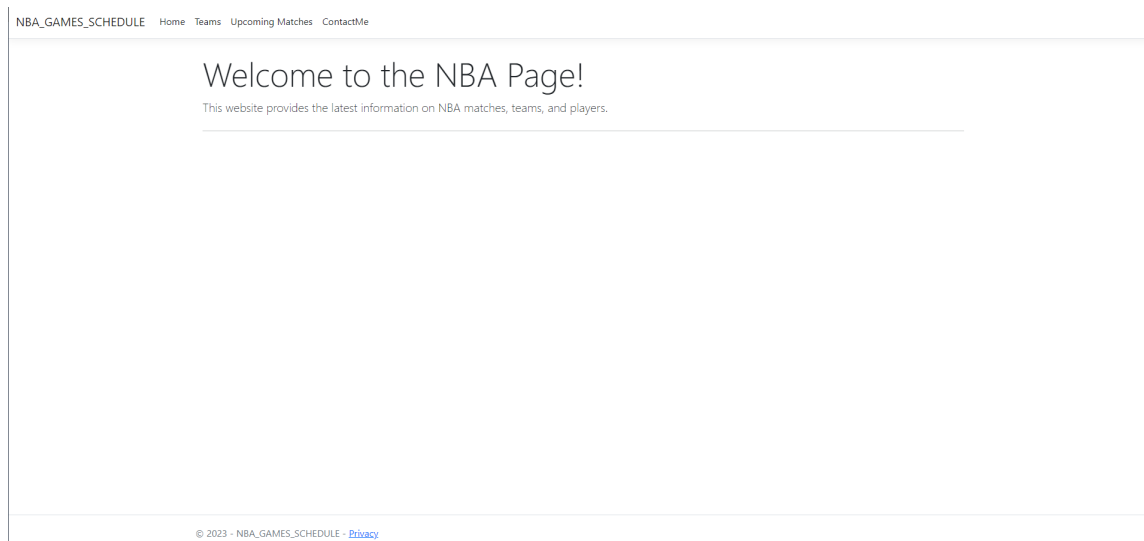 NBA_GAMES_SCHEDULE Home Teams Upcoming Matches ContactMe
Welcome to the NBA Page!
This website provides the latest information on NBA matches, teams, and players.
© 2023 - NBA_GAMES_SCHEDULE - Privacy